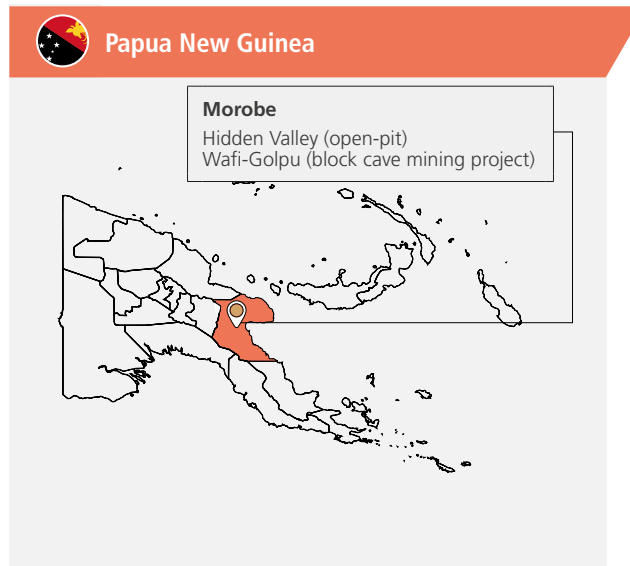 Papua New Guinea
Morobe
Hidden Valley (open-pit)
Wafi-Golpu (block cave mining project)